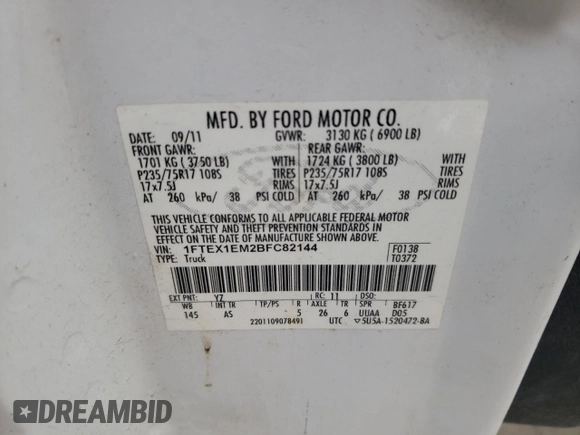 MFD. BY FORD MOTOR CO.
DATE: 09/11 GVWR: 3130 KG ( 6900 LB)
FRONT GAWR: REAR GAWR:
1701 KG ( 3750 LB) WITH 1724 KG ( 3800 LB) WITH
P235/75R17 108S TIRES P235/75R17 108S TIRES
17x7.5J RIMS 17x7.5J RIMS
AT 260 kPa/ 38 PSI COLD AT 260 kPa/ 38 PSI COLD
THIS VEHICLE CONFORMS TO ALL APPLICABLE FEDERAL MOTOR
VEHICLE SAFETY AND THEFT PREVENTION STANDARDS IN
EFFECT ON THE DATE OF MANUFACTURE SHOWN ABOVE.
VIN: 1FTEX1EM2BFC82144 F0138
TYPE: Truck T0372
EXT PNT: YZ RC: 11 DSO:
WB INT TR TP/PS R AXLE TR SPR BF617
145 AS 5 26 6 UUAA D05
2201109078491 UTC 5U5A-1520472-BA
DREAMBID